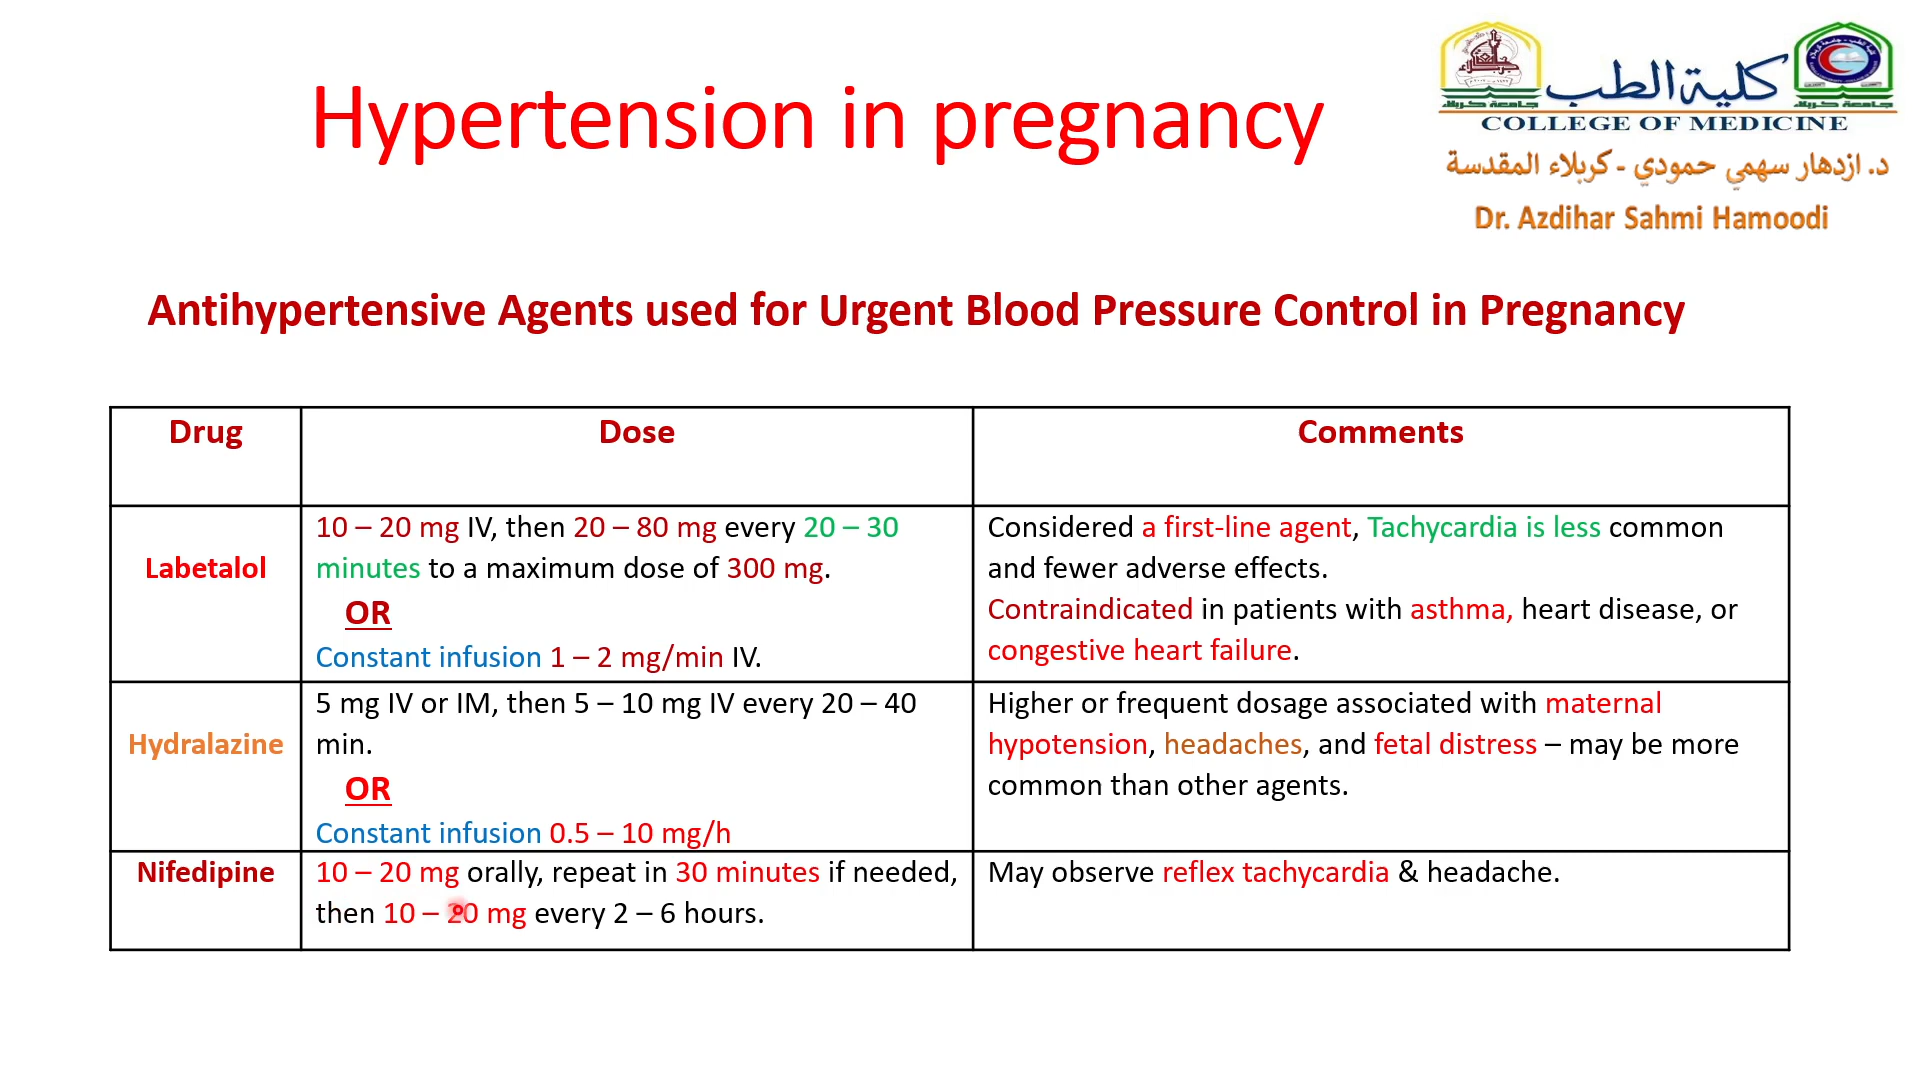 Hypertension in pregnancy
كلية الطب
جامعة كربلاء
جامعة كربلاء
COLLEGE OF MEDICINE
د. ازدهار سهمي حمودي - كربلاء المقدسة
Dr. Azdihar Sahmi Hamoodi
Antihypertensive Agents used for Urgent Blood Pressure Control in Pregnancy
Drug
Dose
Comments
Labetalol
10 – 20 mg IV, then 20 – 80 mg every 20 – 30
minutes to a maximum dose of 300 mg.
OR
Constant infusion 1 – 2 mg/min IV.
Considered a first-line agent, Tachycardia is less common
and fewer adverse effects.
Contraindicated in patients with asthma, heart disease, or
congestive heart failure.
Hydralazine
5 mg IV or IM, then 5 – 10 mg IV every 20 – 40
min.
OR
Constant infusion 0.5 – 10 mg/h
Higher or frequent dosage associated with maternal
hypotension, headaches, and fetal distress – may be more
common than other agents.
Nifedipine
10 – 20 mg orally, repeat in 30 minutes if needed,
then 10 – 20 mg every 2 – 6 hours.
May observe reflex tachycardia & headache.